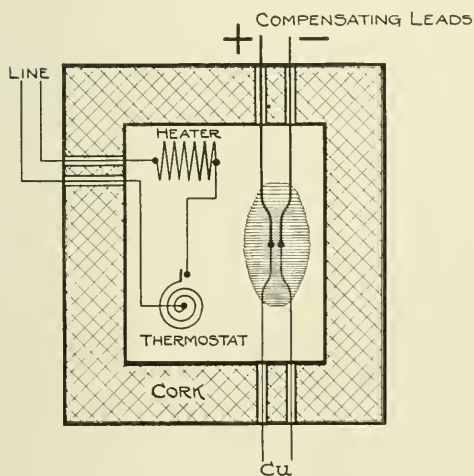 + COMPENSATING LEADS −
LINE
HEATER
THERMOSTAT
CORK
CU